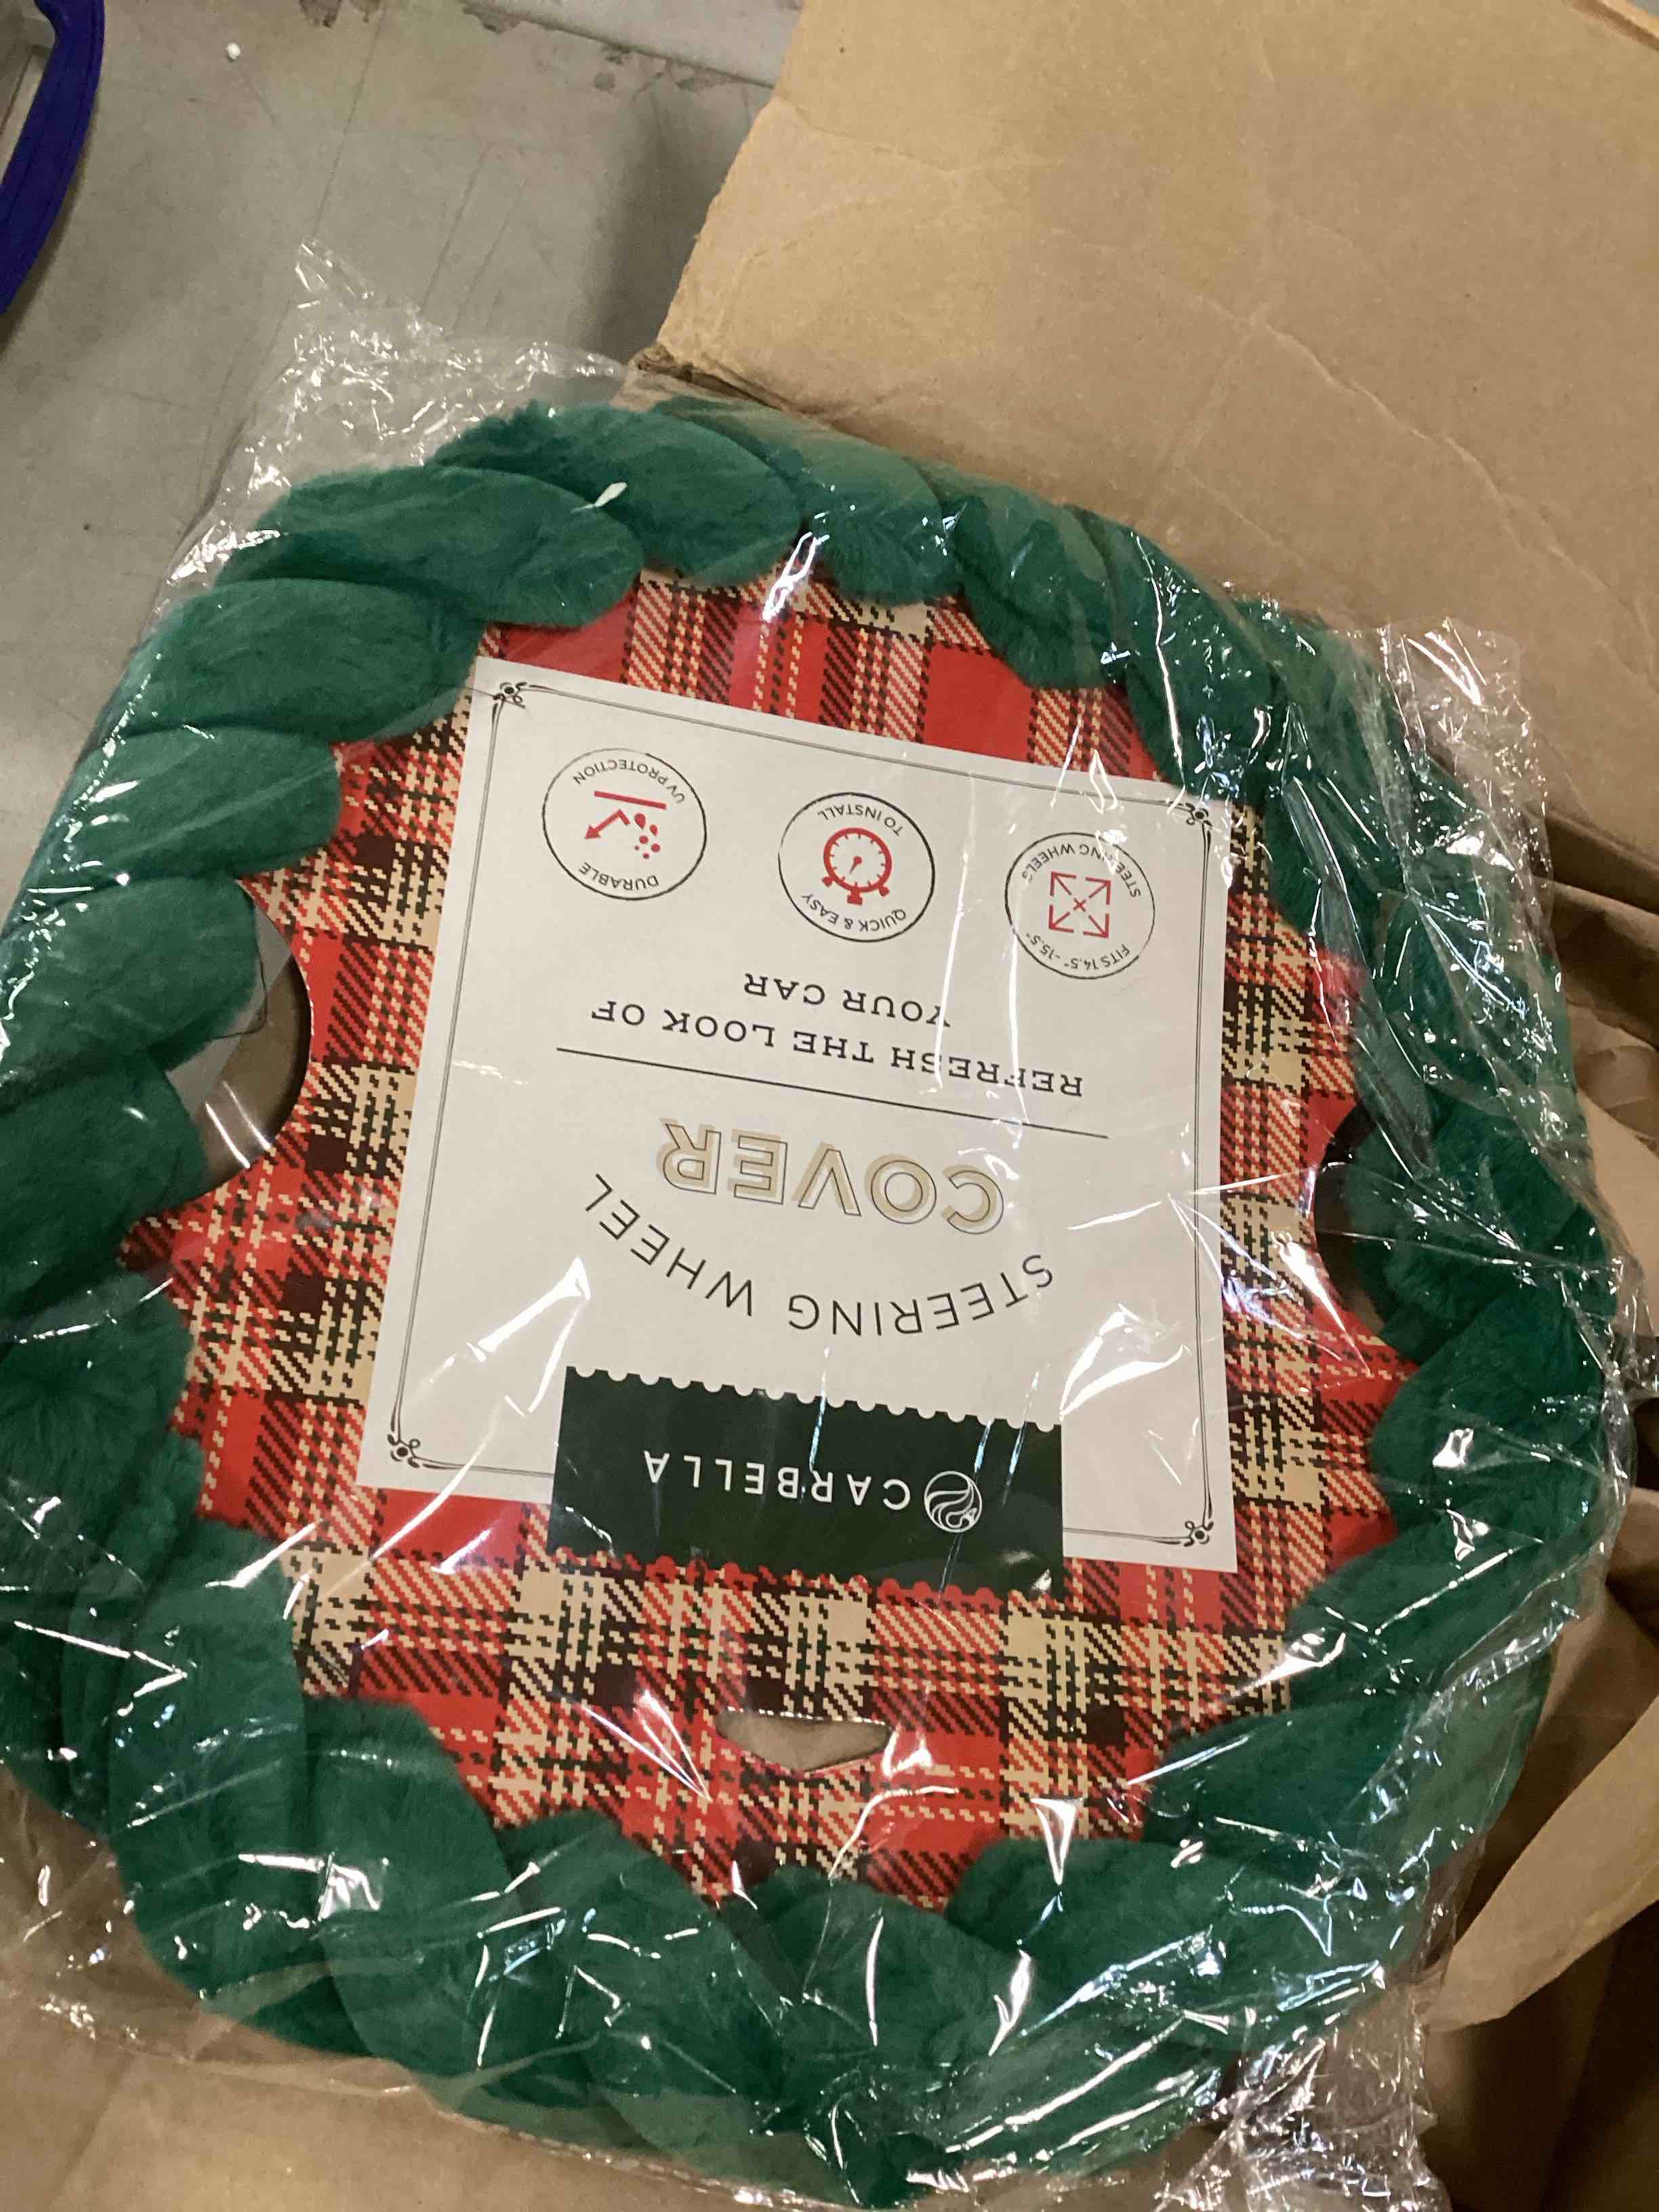 CARBELLA
STEERING WHEEL
COVER
REFRESH THE LOOK OF
YOUR CAR
FITS 14.5" - 15.5"
STEERING WHEELS
QUICK & EASY
TO INSTALL
DURABLE
UV PROTECTION